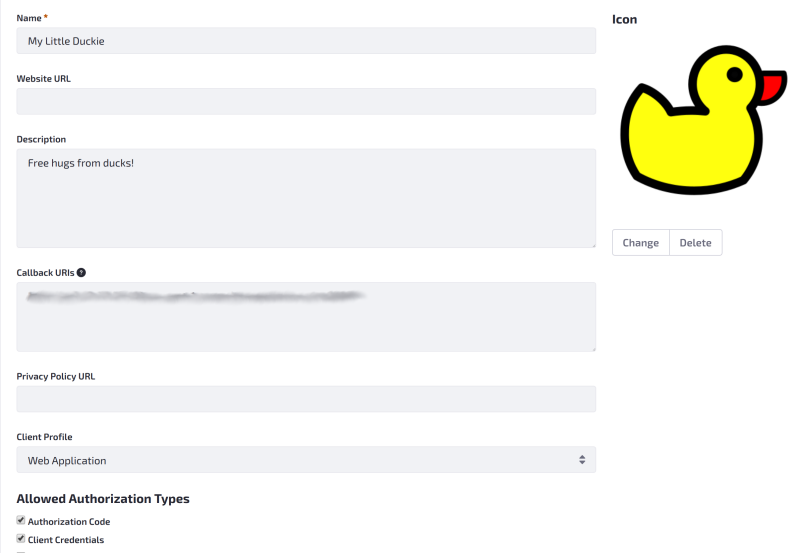 Name *
My Little Duckie
Website URL
Description
Free hugs from ducks!
Callback URIs ?
Privacy Policy URL
Client Profile
Web Application
Allowed Authorization Types
Authorization Code
Client Credentials
Icon
Change
Delete